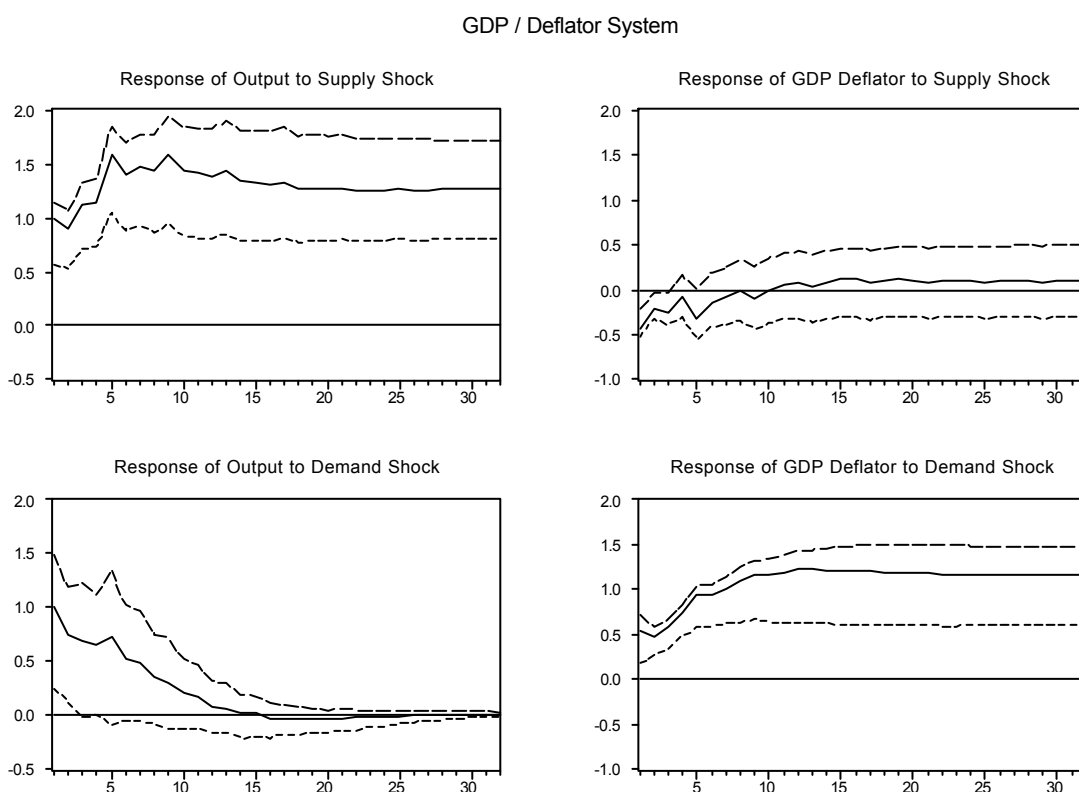 GDP / Deflator System
Response of Output to Supply Shock
2.0
1.5
1.0
0.5
0.0
-0.5
5 10 15 20 25 30
Response of GDP Deflator to Supply Shock
2.0
1.5
1.0
0.5
0.0
-0.5
-1.0
5 10 15 20 25 30
Response of Output to Demand Shock
2.0
1.5
1.0
0.5
0.0
-0.5
5 10 15 20 25 30
Response of GDP Deflator to Demand Shock
2.0
1.5
1.0
0.5
0.0
-0.5
-1.0
5 10 15 20 25 30